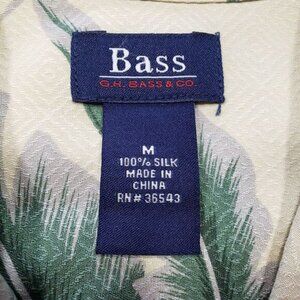 Bass
G.H. BASS & CO.
M
100% SILK
MADE IN
CHINA
RN# 36543